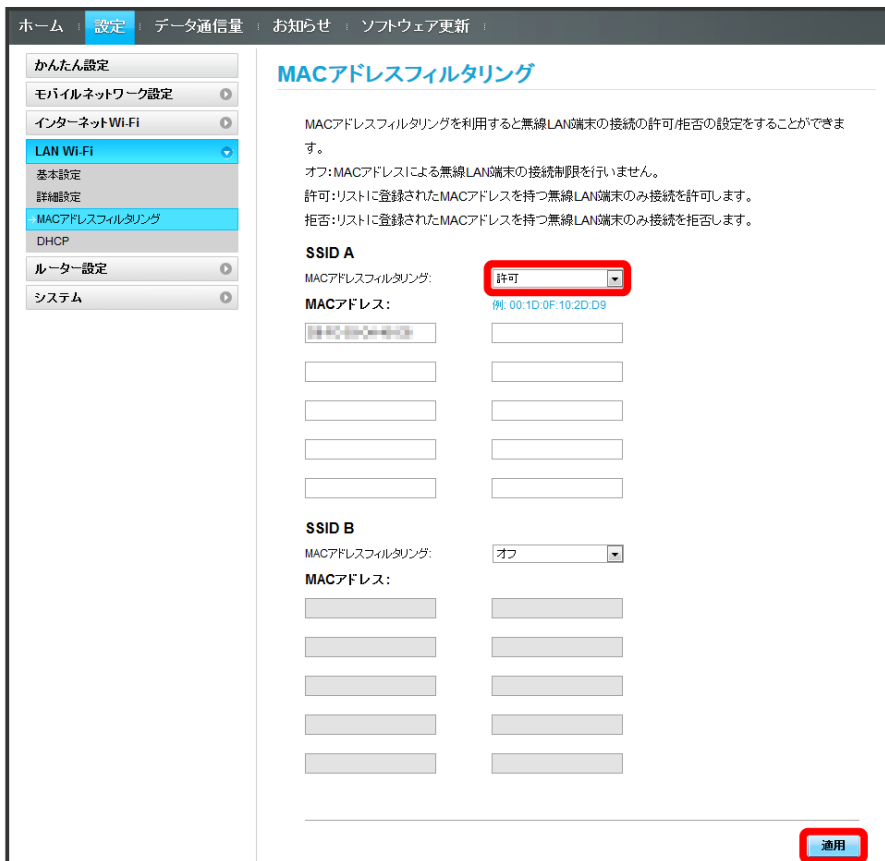 ホーム 設定 データ通信量 お知らせ ソフトウェア更新
かんたん設定
モバイルネットワーク設定
インターネットWi-Fi
LAN Wi-Fi
基本設定
詳細設定
MACアドレスフィルタリング
DHCP
ルーター設定
システム
MACアドレスフィルタリング
MACアドレスフィルタリングを利用すると無線LAN端末の接続の許可/拒否の設定をすることができま
す。
オフ:MACアドレスによる無線LAN端末の接続制限を行いません。
許可:リストに登録されたMACアドレスを持つ無線LAN端末のみ接続を許可します。
拒否:リストに登録されたMACアドレスを持つ無線LAN端末のみ接続を拒否します。
SSID A
MACアドレスフィルタリング: 許可
MACアドレス: 例: 00:1D:0F:10:2D:D9
SSID B
MACアドレスフィルタリング: オフ
MACアドレス:
適用